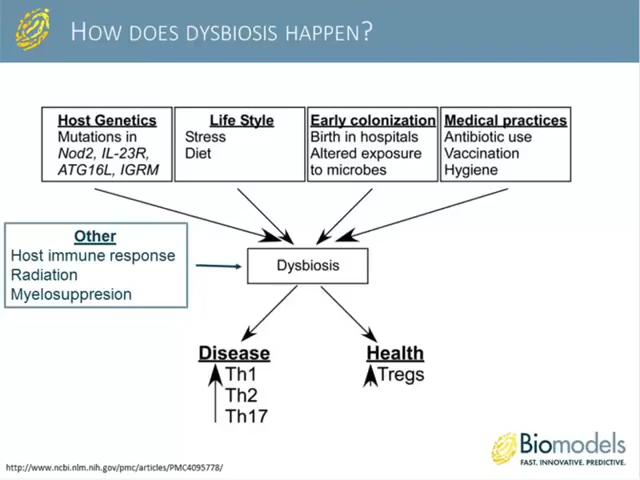 HOW DOES DYSBIOSIS HAPPEN?
Host Genetics
Mutations in
Nod2, IL-23R,
ATG16L, IGRM
Life Style
Stress
Diet
Early colonization
Birth in hospitals
Altered exposure
to microbes
Medical practices
Antibiotic use
Vaccination
Hygiene
Other
Host immune response
Radiation
Myelosuppresion
Dysbiosis
Disease
Th1
Th2
Th17
Health
Tregs
http://www.ncbi.nlm.nih.gov/pmc/articles/PMC4095778/
Biomodels
FAST. INNOVATIVE. PREDICTIVE.